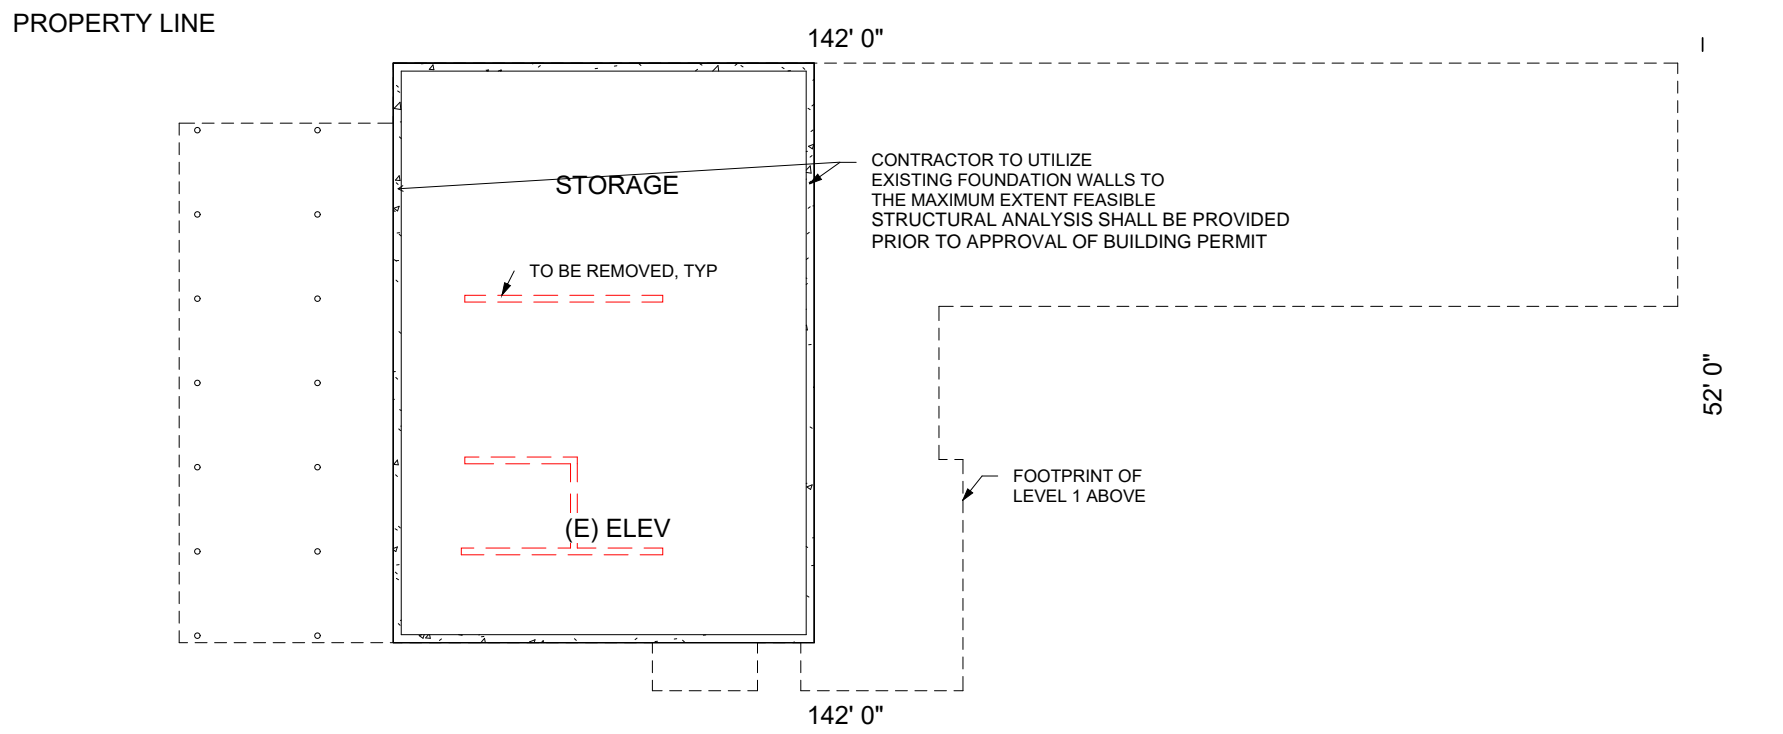 PROPERTY LINE
142' 0"
CONTRACTOR TO UTILIZE
EXISTING FOUNDATION WALLS TO
THE MAXIMUM EXTENT FEASIBLE
STRUCTURAL ANALYSIS SHALL BE PROVIDED
PRIOR TO APPROVAL OF BUILDING PERMIT
STORAGE
TO BE REMOVED, TYP
52' 0"
FOOTPRINT OF
LEVEL 1 ABOVE
(E) ELEV
142' 0"